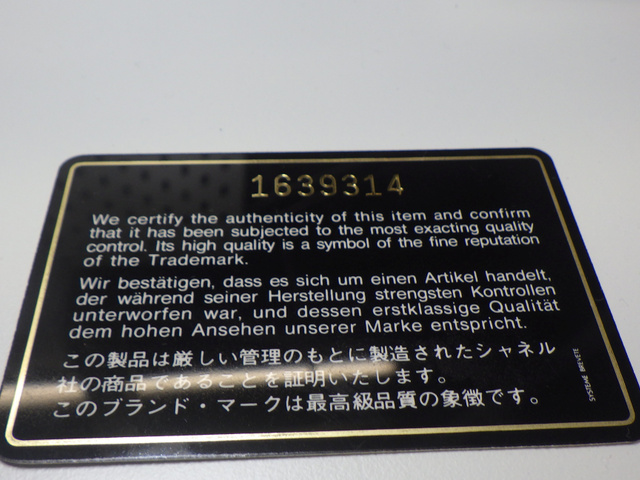 1639314
We certify the authenticity of this item and confirm
that it has been subjected to the most exacting quality
control. Its high quality is a symbol of the fine reputation
of the Trademark.
Wir bestätigen, dass es sich um einen Artikel handelt,
der während seiner Herstellung strengsten Kontrollen
unterworfen war, und dessen erstklassige Qualität
dem hohen Ansehen unserer Marke entspricht.
この製品は厳しい管理のもとに製造されたシャネル
社の商品であることを証明いたします。
このブランド・マークは最高級品質の象徴です。
SYSTEME BREVETE